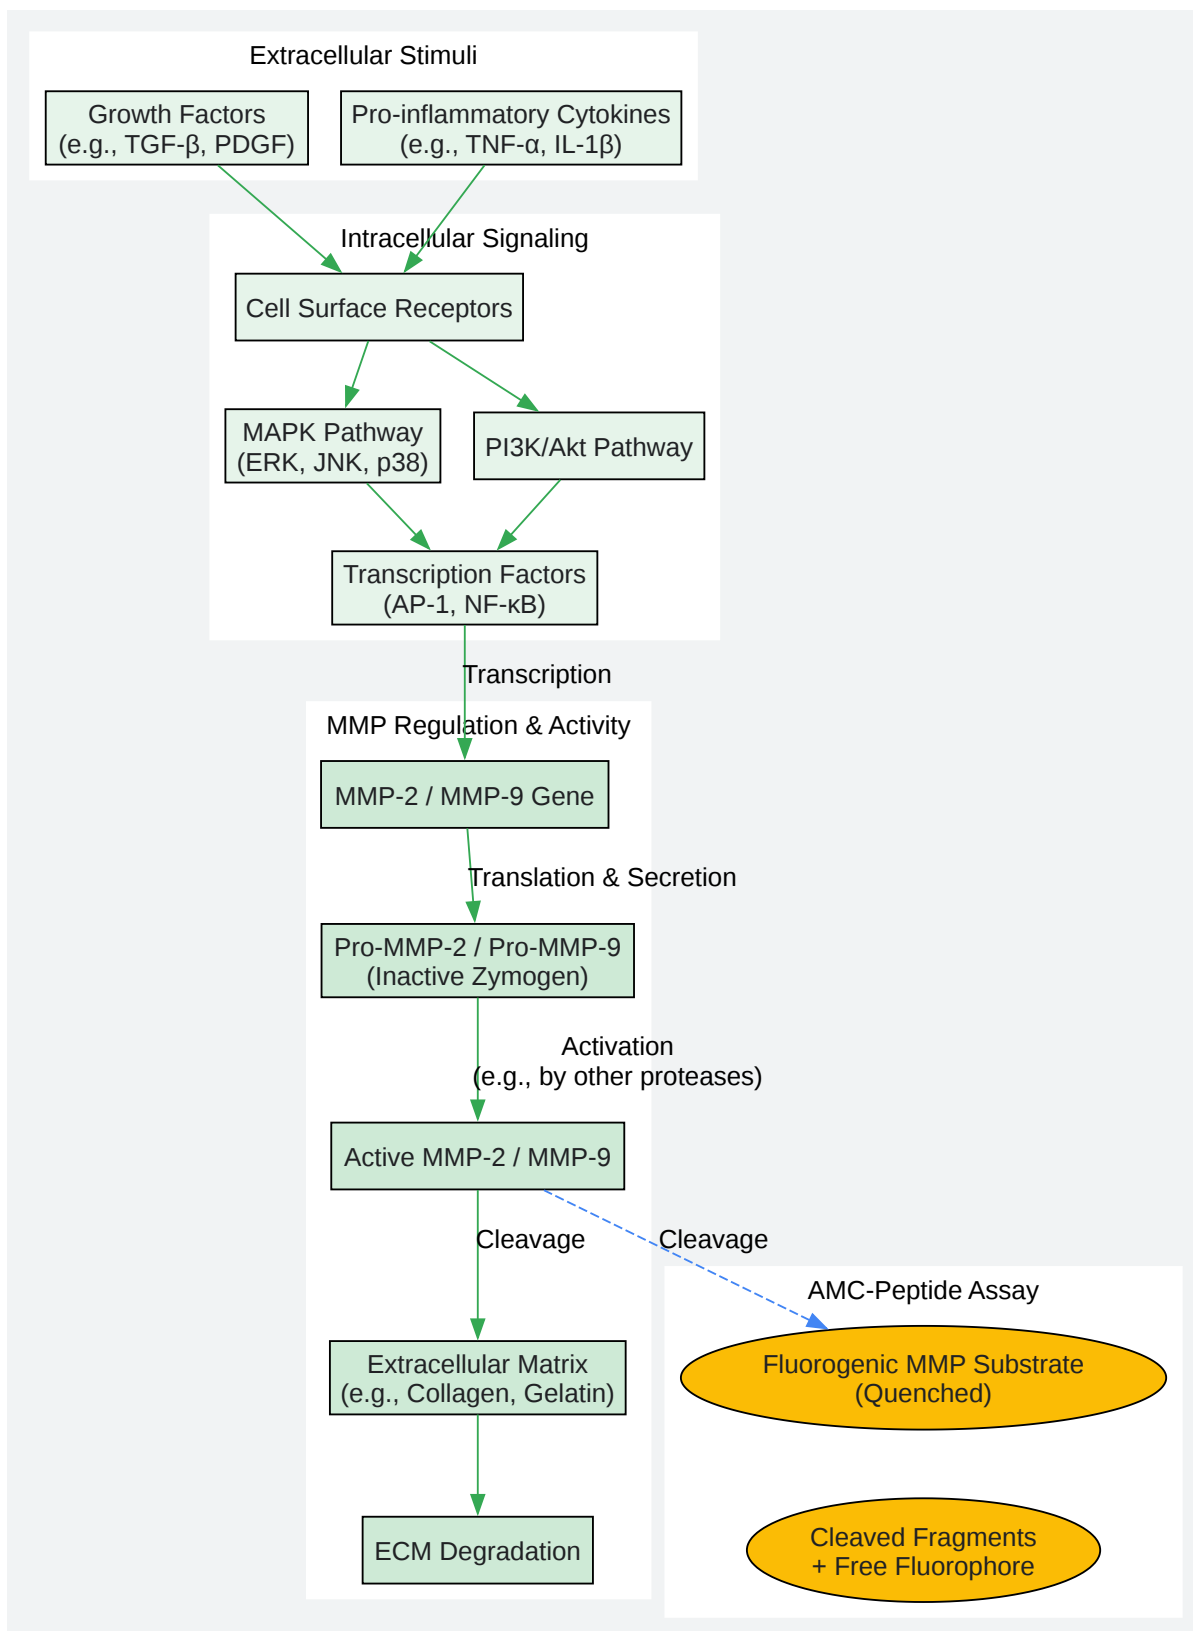 Extracellular Stimuli
Growth Factors
(e.g., TGF-β, PDGF)
Pro-inflammatory Cytokines
(e.g., TNF-α, IL-1β)
Intracellular Signaling
Cell Surface Receptors
MAPK Pathway
(ERK, JNK, p38)
PI3K/Akt Pathway
Transcription Factors
(AP-1, NF-κB)
Transcription
MMP Regulation & Activity
MMP-2 / MMP-9 Gene
Translation & Secretion
Pro-MMP-2 / Pro-MMP-9
(Inactive Zymogen)
Activation
(e.g., by other proteases)
Active MMP-2 / MMP-9
Cleavage
Cleavage
AMC-Peptide Assay
Extracellular Matrix
(e.g., Collagen, Gelatin)
Fluorogenic MMP Substrate
(Quenched)
ECM Degradation
Cleaved Fragments
+ Free Fluorophore